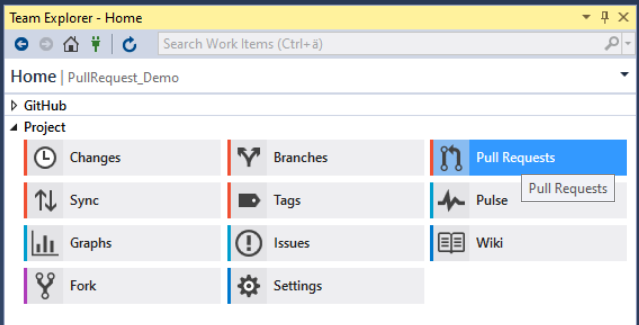 Team Explorer - Home
Search Work Items (Ctrl+ä)
Home | PullRequest_Demo
GitHub
Project
Changes
Branches
Pull Requests
Pull Requests
Sync
Tags
Pulse
Graphs
Issues
Wiki
Fork
Settings